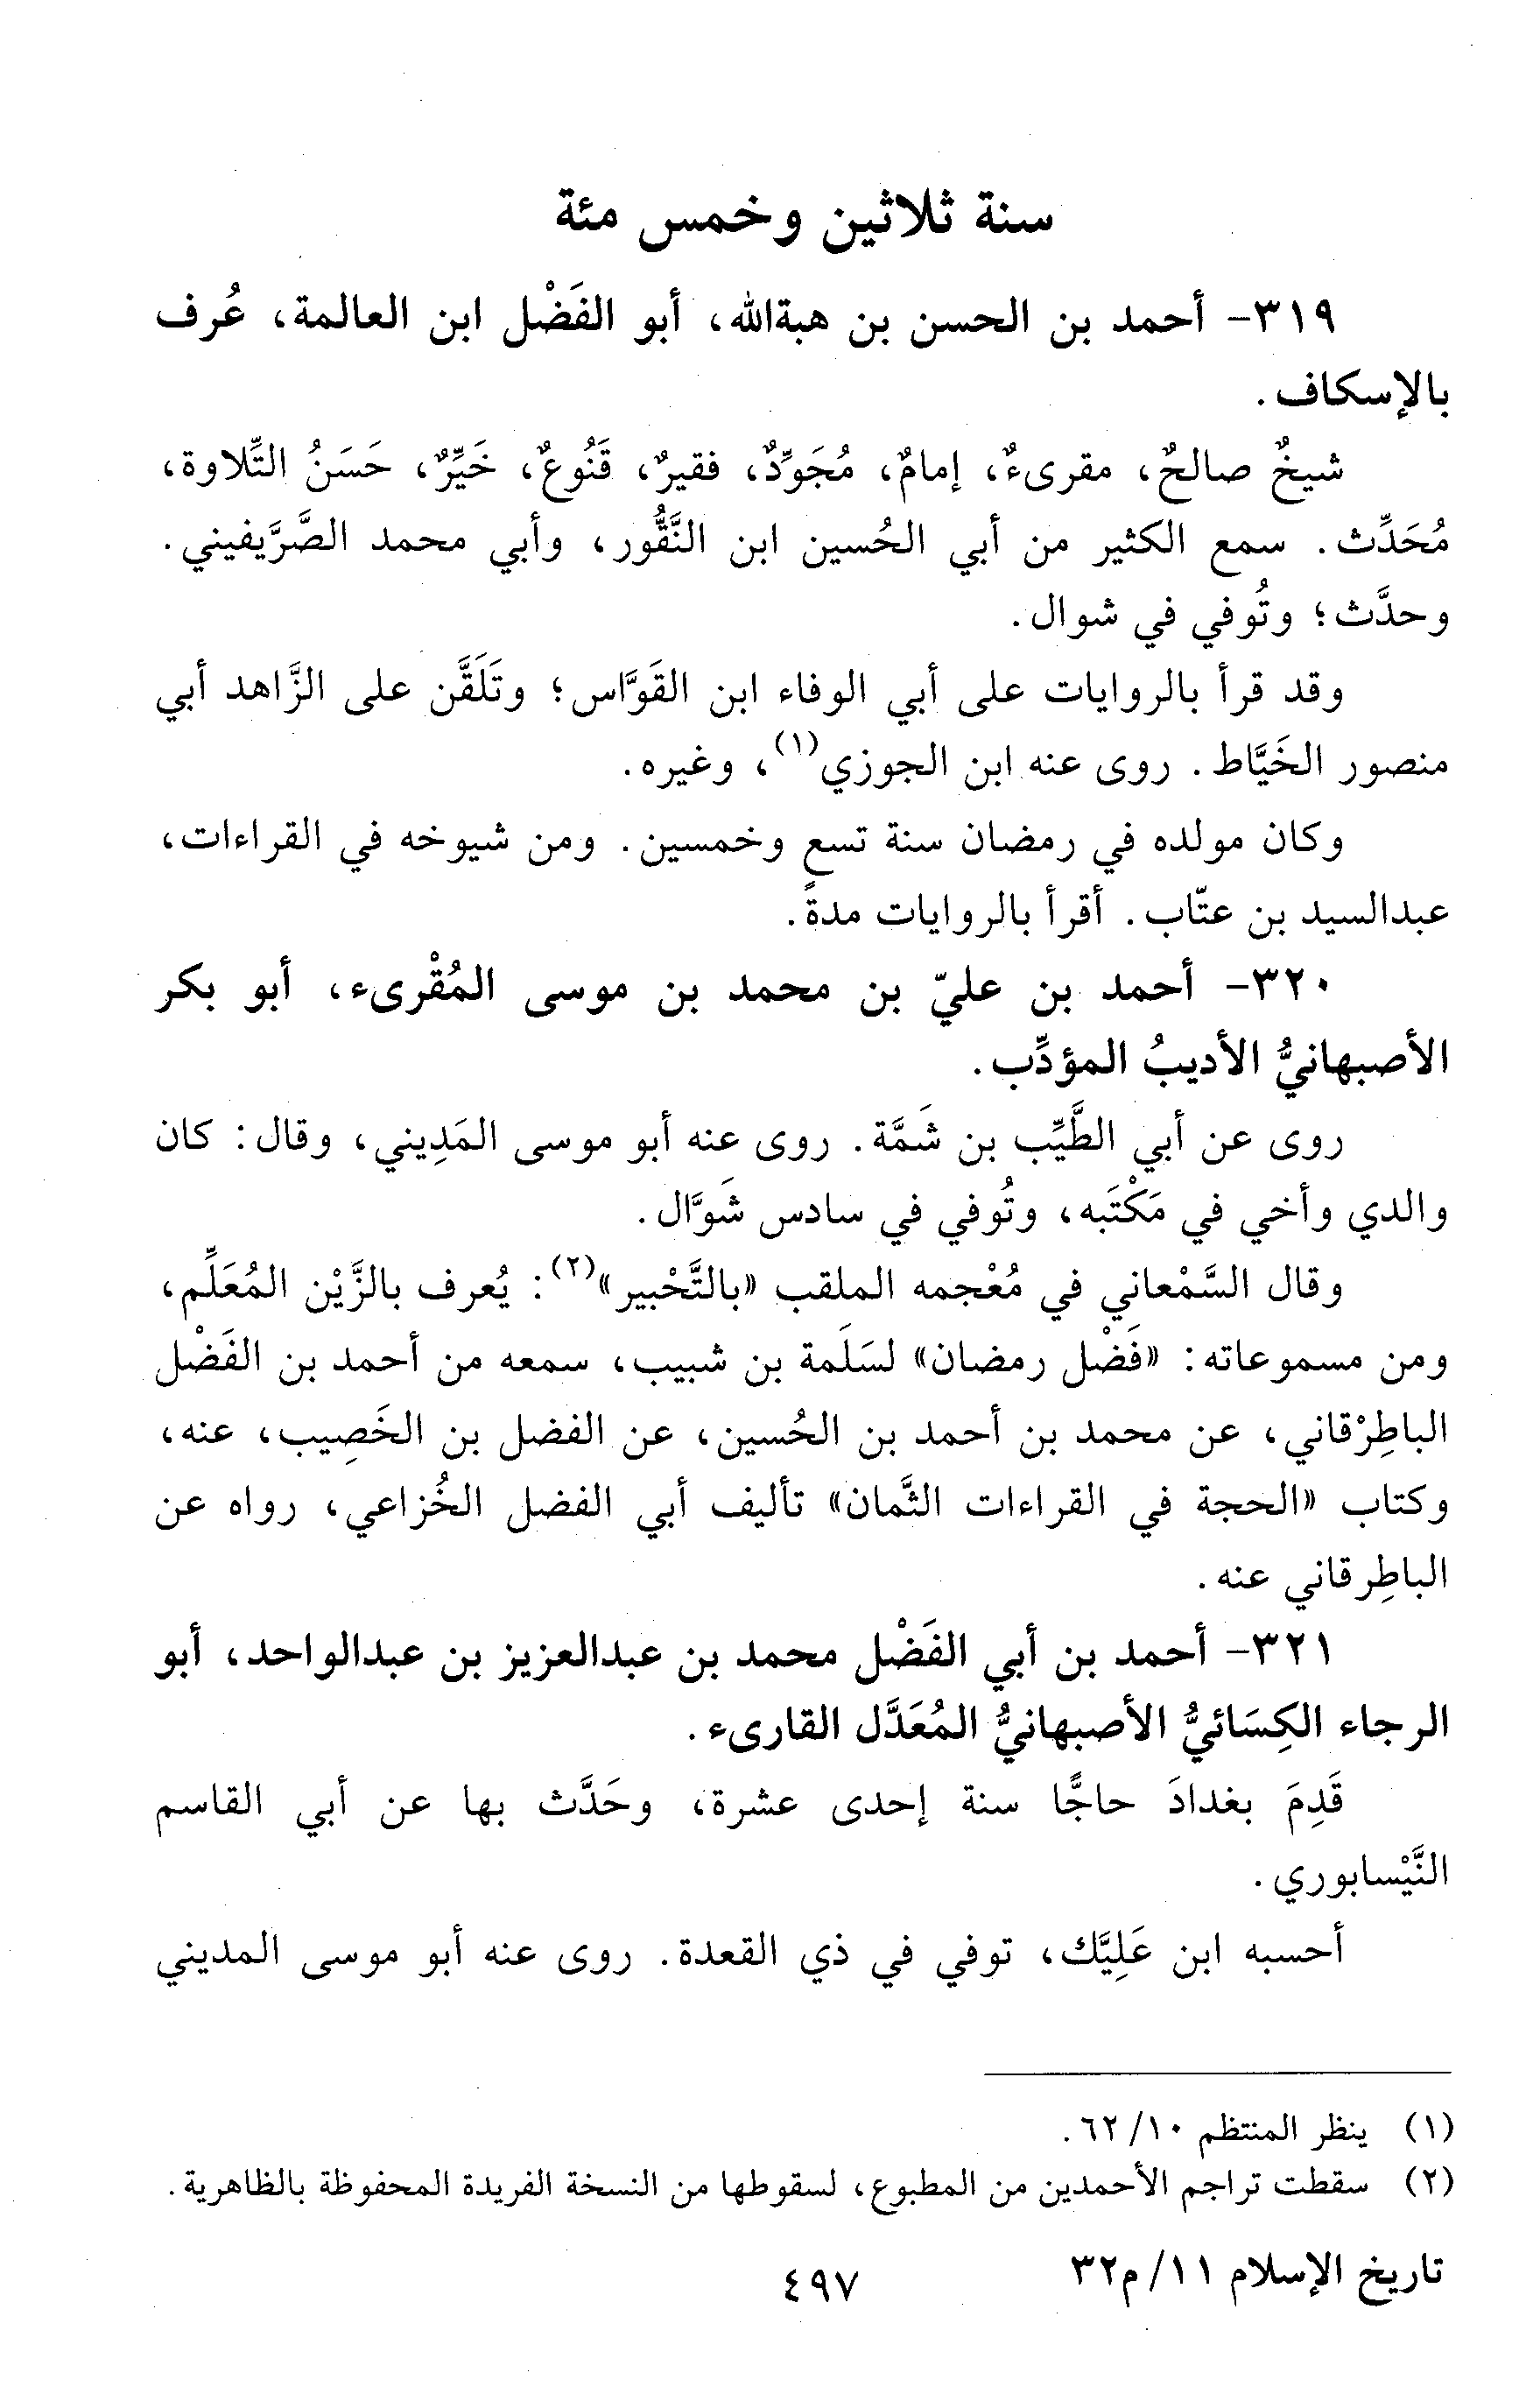 سنة ثلاثين وخمس مئة
٣١٩- أحمد بن الحسن بن هبةالله، أبو الفَضْل ابن العالمة، عُرف
بالإسكاف.
شيخٌ صالحٌ، مقرىءٌ، إمامٌ، مُجَوِّدٌ، فقيرٌ، قَنُوعٌ، خَيِّرٌ، حَسَنُ التِّلاوة،
مُحَدِّث. سمع الكثير من أبي الحُسين ابن النَّقُّور، وأبي محمد الصَّرَّيفيني.
وحدَّث؛ وتُوفي في شوال.
وقد قرأ بالروايات على أبي الوفاء ابن القَوَّاس؛ وتَلَقَّن على الزَّاهد أبي
منصور الخَيَّاط. روى عنه ابن الجوزي(١)، وغيره.
وكان مولده في رمضان سنة تسع وخمسين. ومن شيوخه في القراءات،
عبدالسيد بن عتّاب. أقرأ بالروايات مدةً.
٣٢٠- أحمد بن عليّ بن محمد بن موسى المُقْرىء، أبو بكر
الأصبهانيُّ الأديبُ المؤدِّب.
روى عن أبي الطَّيِّب بن شَمَّة. روى عنه أبو موسى المَدِيني، وقال: كان
والدي وأخي في مَكْتَبه، وتُوفي في سادس شَوَّال.
وقال السَّمْعاني في مُعْجمه الملقب «بالتَّحْبير»(٢): يُعرف بالزَّيْن المُعَلِّم،
ومن مسموعاته: «فَضْل رمضان» لسَلَمة بن شبيب، سمعه من أحمد بن الفَضْل
الباطِرْقاني، عن محمد بن أحمد بن الحُسين، عن الفضل بن الخَصِيب، عنه،
وكتاب «الحجة في القراءات الثَّمان» تأليف أبي الفضل الخُزاعي، رواه عن
الباطِرقاني عنه.
٣٢١- أحمد بن أبي الفَضْل محمد بن عبدالعزيز بن عبدالواحد، أبو
الرجاء الكِسَائيُّ الأصبهانيُّ المُعَدَّل القارىء.
قَدِمَ بغدادَ حاجًّا سنة إحدى عشرة، وحَدَّث بها عن أبي القاسم
النَّيْسابوري.
أحسبه ابن عَلِيَّك، توفي في ذي القعدة. روى عنه أبو موسى المديني
(١) ينظر المنتظم ١٠/ ٦٢.
(٢) سقطت تراجم الأحمدين من المطبوع، لسقوطها من النسخة الفريدة المحفوظة بالظاهرية.
تاريخ الإسلام ١١/ م٣٢
٤٩٧